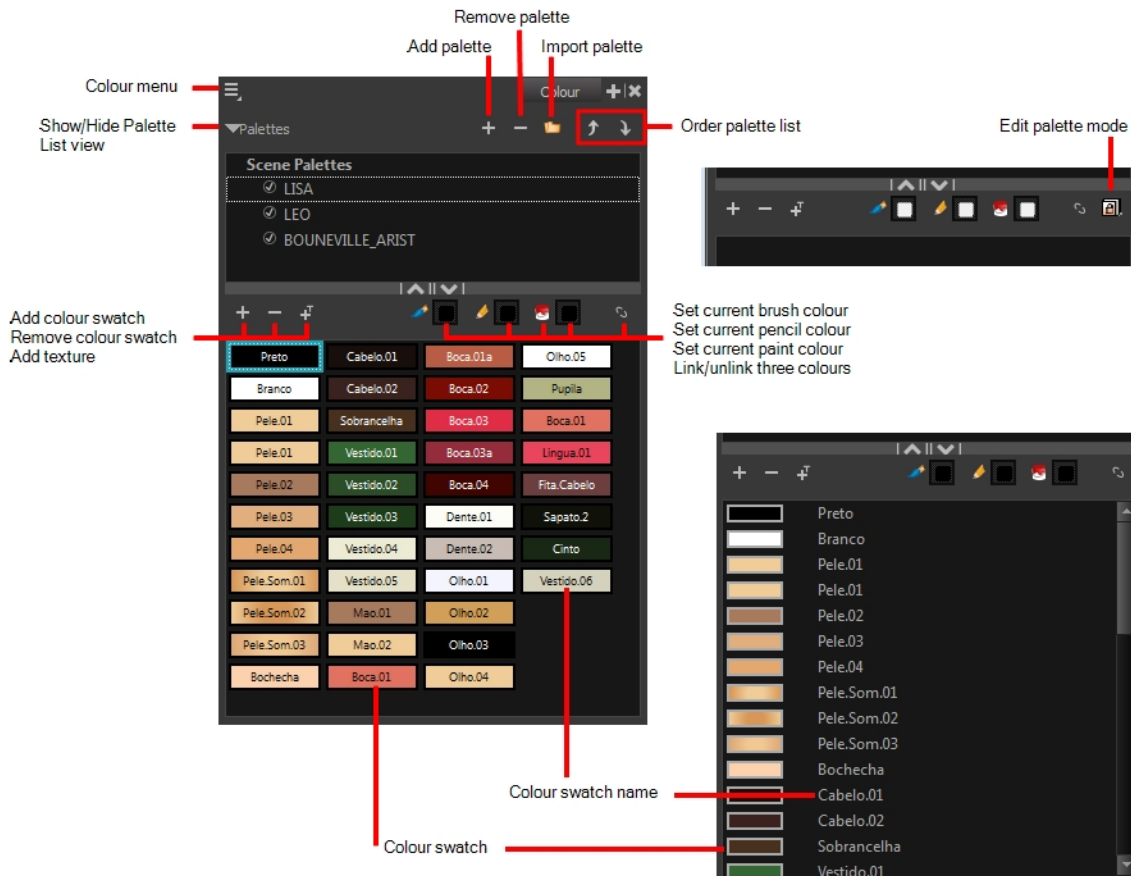 Remove palette
Add palette
Import palette
Colour menu
Colour
Show/Hide Palette
List view
Palettes
Order palette list
Edit palette mode
Scene Palettes
LISA
LEO
BOUNEVILLE_ARIST
Add colour swatch
Remove colour swatch
Add texture
Set current brush colour
Set current pencil colour
Set current paint colour
Link/unlink three colours
Preto Cabelo.01 Boca.01a Olho.05
Branco Cabelo.02 Boca.02 Pupila
Pele.01 Sobrancelha Boca.03 Boca.01
Pele.01 Vestido.01 Boca.03a Lingua.01
Pele.02 Vestido.02 Boca.04 Fita.Cabelo
Pele.03 Vestido.03 Dente.01 Sapato.2
Pele.04 Vestido.04 Dente.02 Cinto
Pele.Som.01 Vestido.05 Olho.01 Vestido.06
Pele.Som.02 Mao.01 Olho.02
Pele.Som.03 Mao.02 Olho.03
Bochecha Boca.01 Olho.04
Preto
Branco
Pele.01
Pele.01
Pele.02
Pele.03
Pele.04
Pele.Som.01
Pele.Som.02
Pele.Som.03
Bochecha
Cabelo.01
Cabelo.02
Sobrancelha
Vestido.01
Colour swatch name
Colour swatch